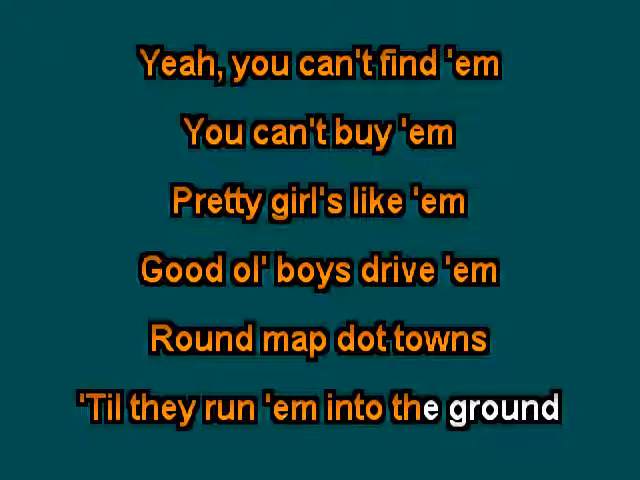 Yeah, you can't find 'em
You can't buy 'em
Pretty girl's like 'em
Good ol' boys drive 'em
Round map dot towns
'Til they run 'em into the ground